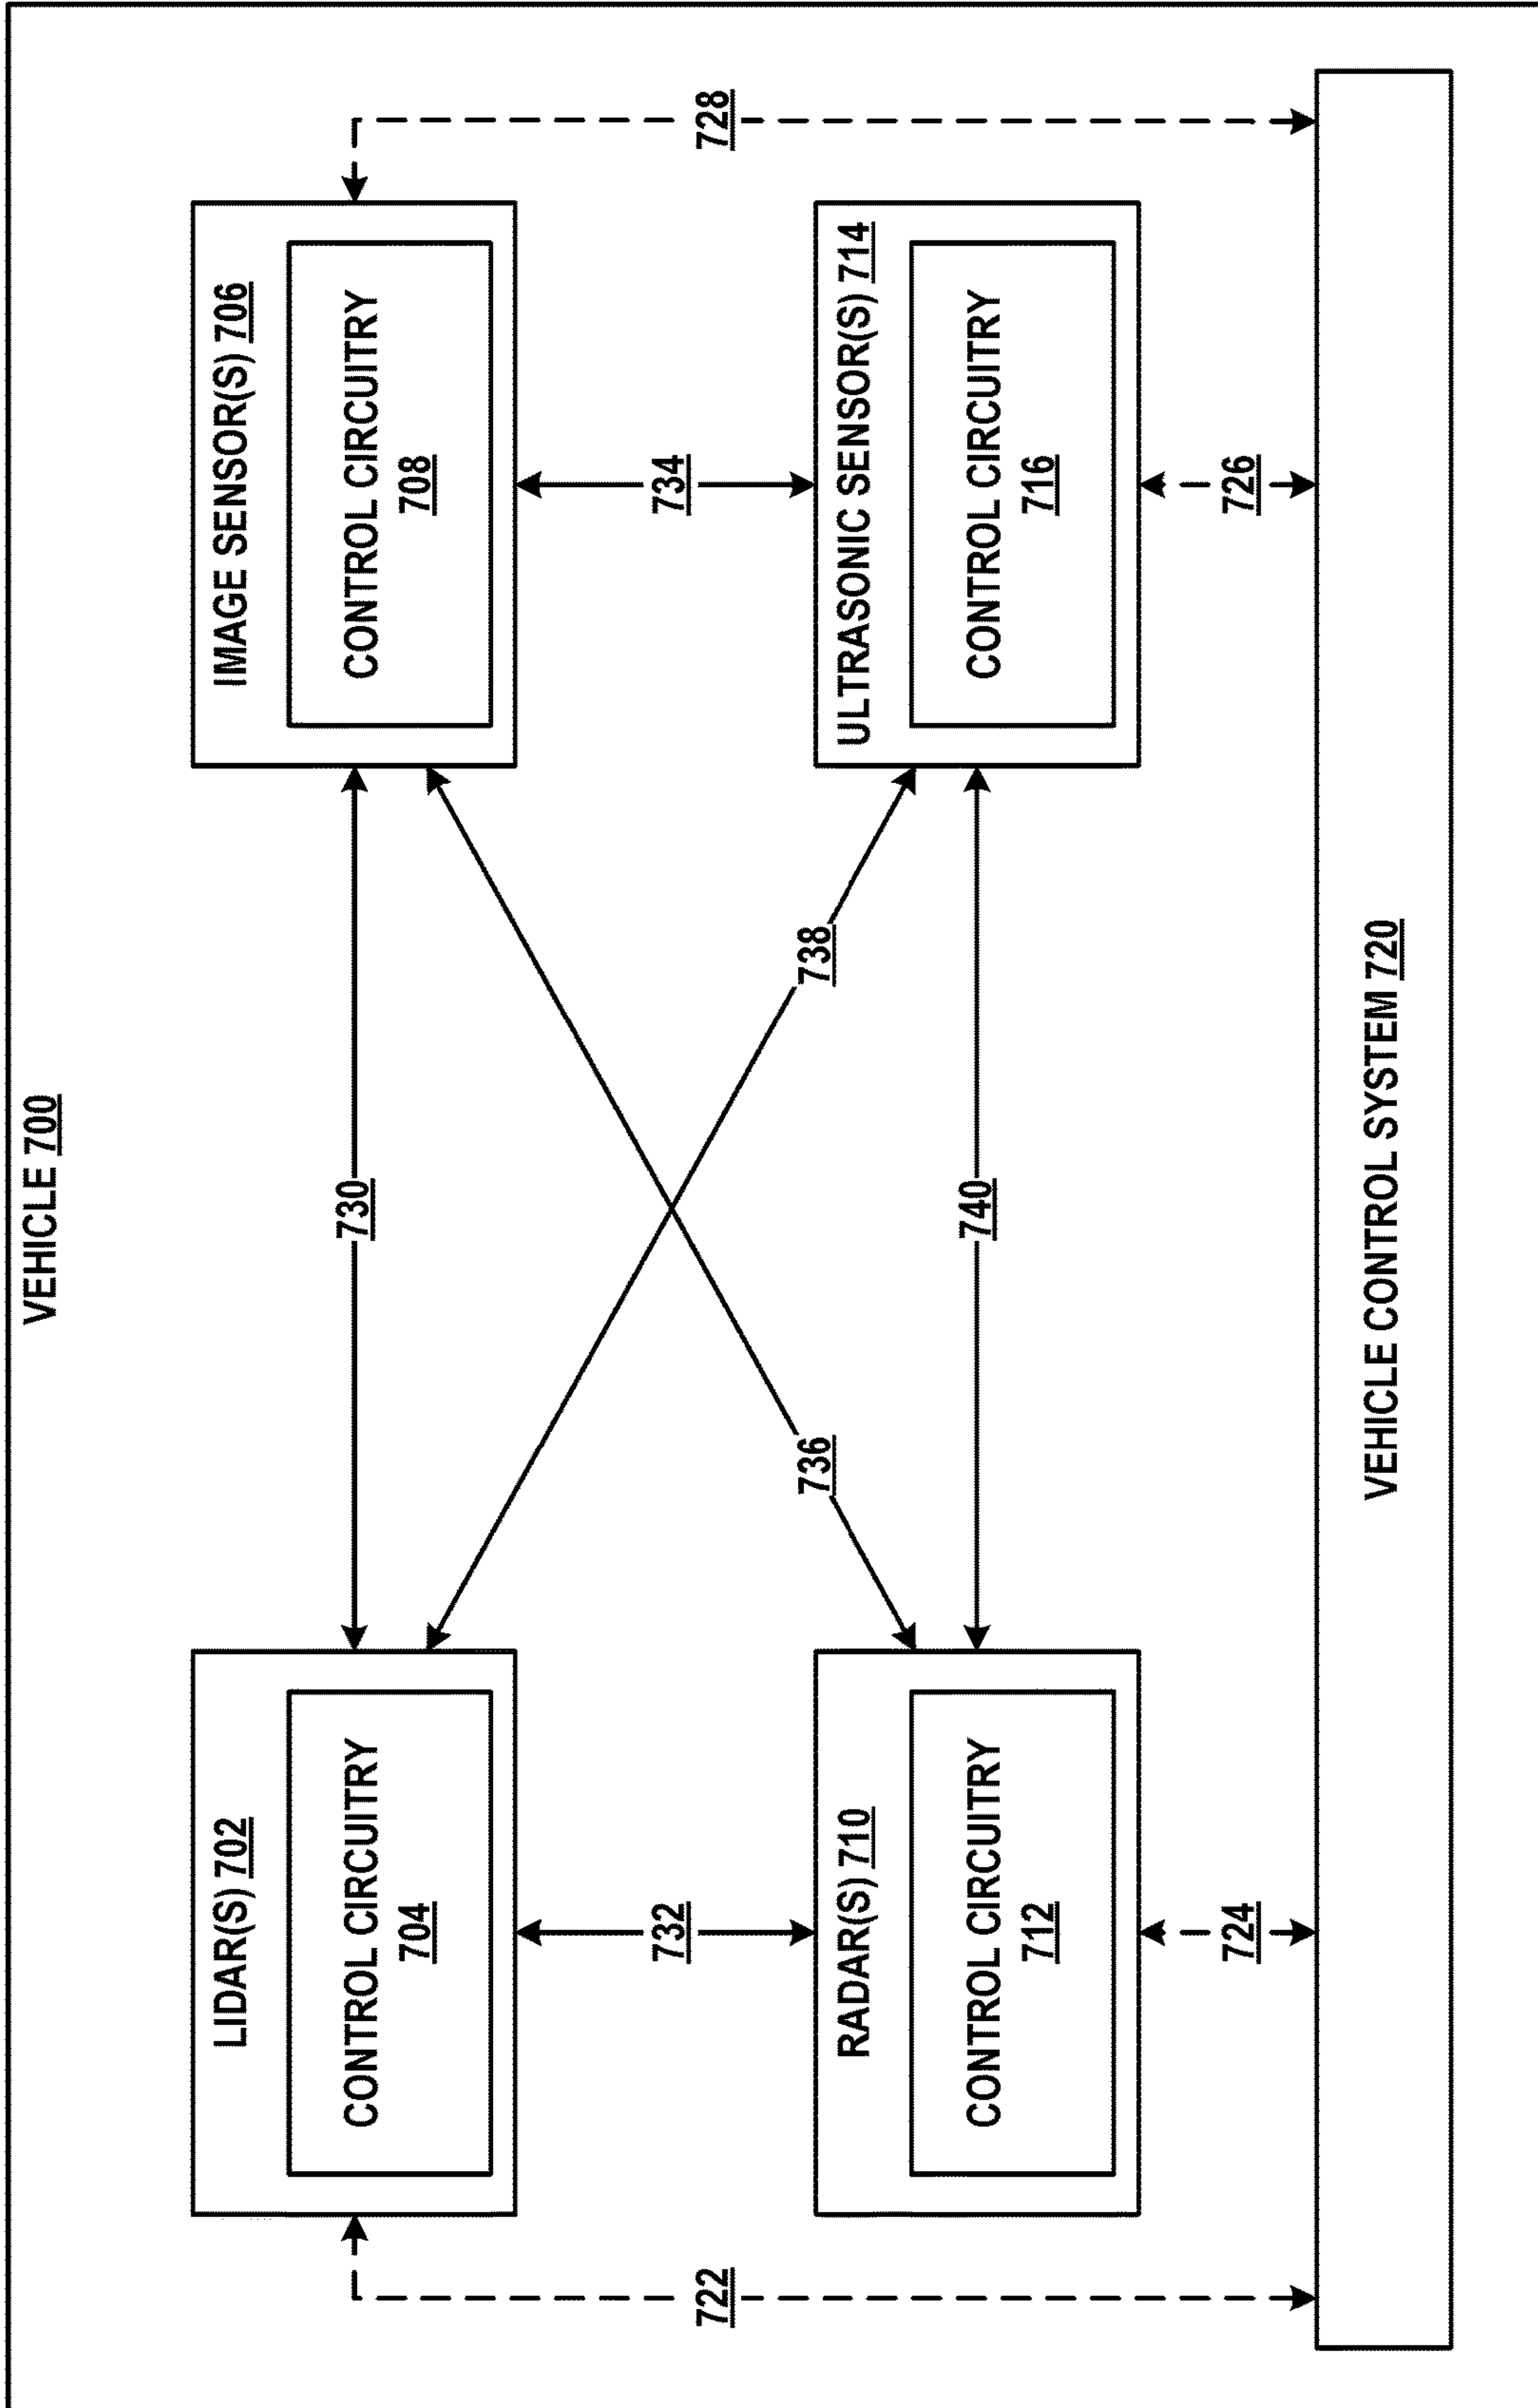 VEHICLE 700
LIDAR(S) 702
CONTROL CIRCUITRY
704
730
IMAGE SENSOR(S) 706
CONTROL CIRCUITRY
708
722
732
736
738
734
728
RADAR(S) 710
CONTROL CIRCUITRY
712
740
ULTRASONIC SENSOR(S) 714
CONTROL CIRCUITRY
716
724
726
VEHICLE CONTROL SYSTEM 720